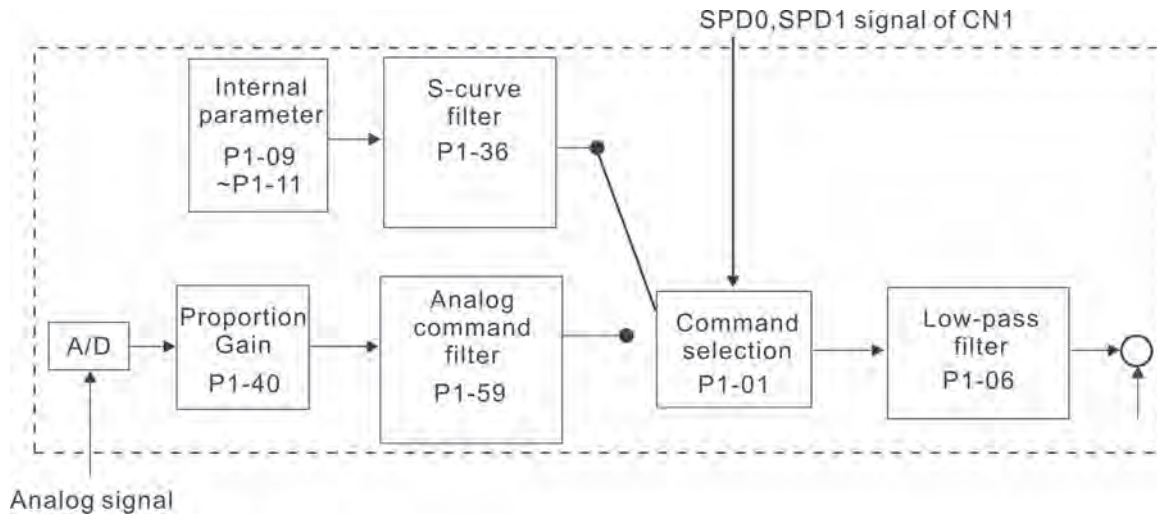 SPD0,SPD1 signal of CN1
Internal
parameter
P1-09
~P1-11
S-curve
filter
P1-36
A/D
Proportion
Gain
P1-40
Analog
command
filter
P1-59
Command
selection
P1-01
Low-pass
filter
P1-06
Analog signal